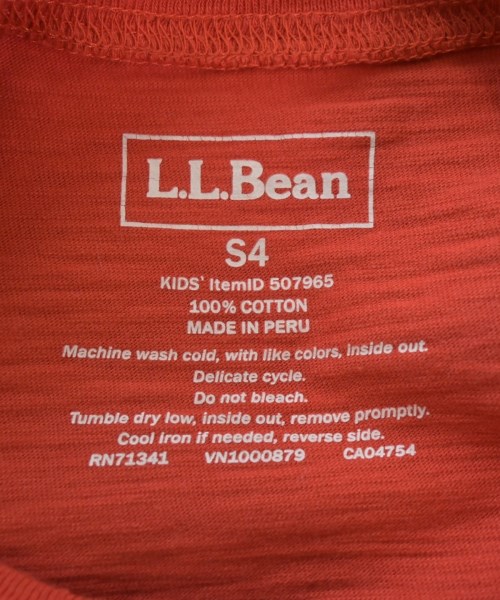 L.L.Bean
S4
KIDS' ItemID 507965
100% COTTON
MADE IN PERU
Machine wash cold, with like colors, inside out.
Delicate cycle.
Do not bleach.
Tumble dry low, inside out, remove promptly.
Cool iron if needed, reverse side.
RN71341 VN1000879 CA04754